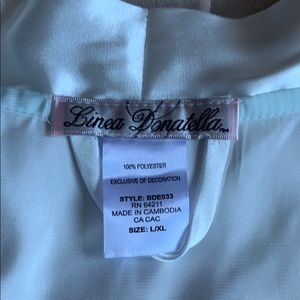 Linea Donatella...
100% POLYESTER
EXCLUSIVE OF DECORATION
STYLE: BDE033
RN 64211
MADE IN CAMBODIA
CA CAC
SIZE: L/XL